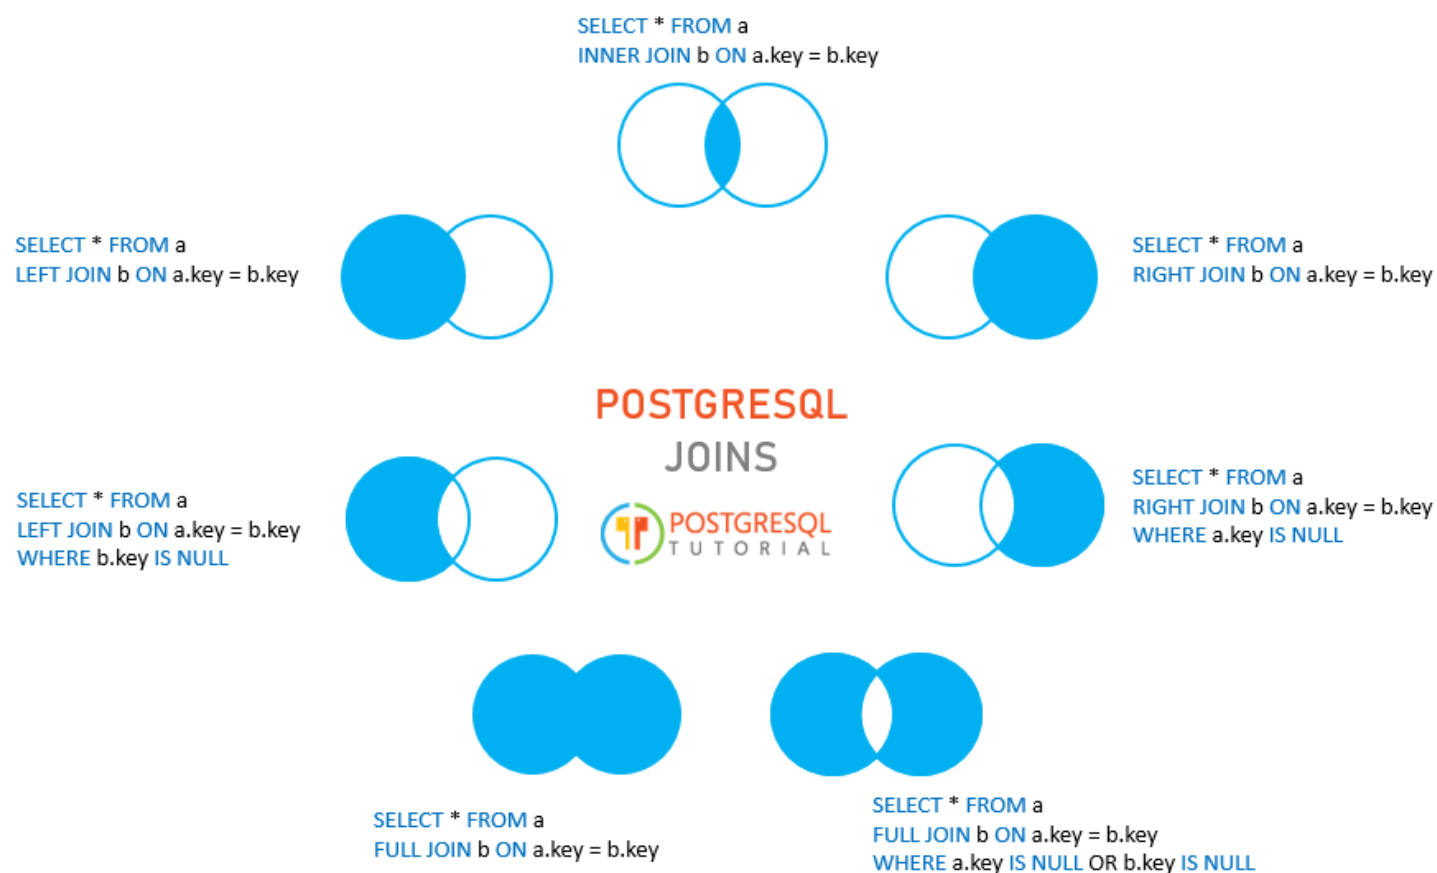 SELECT * FROM a
INNER JOIN b ON a.key = b.key
SELECT * FROM a
LEFT JOIN b ON a.key = b.key
SELECT * FROM a
RIGHT JOIN b ON a.key = b.key
POSTGRESQL
JOINS
POSTGRESQL
TUTORIAL
SELECT * FROM a
LEFT JOIN b ON a.key = b.key
WHERE b.key IS NULL
SELECT * FROM a
RIGHT JOIN b ON a.key = b.key
WHERE a.key IS NULL
SELECT * FROM a
FULL JOIN b ON a.key = b.key
SELECT * FROM a
FULL JOIN b ON a.key = b.key
WHERE a.key IS NULL OR b.key IS NULL